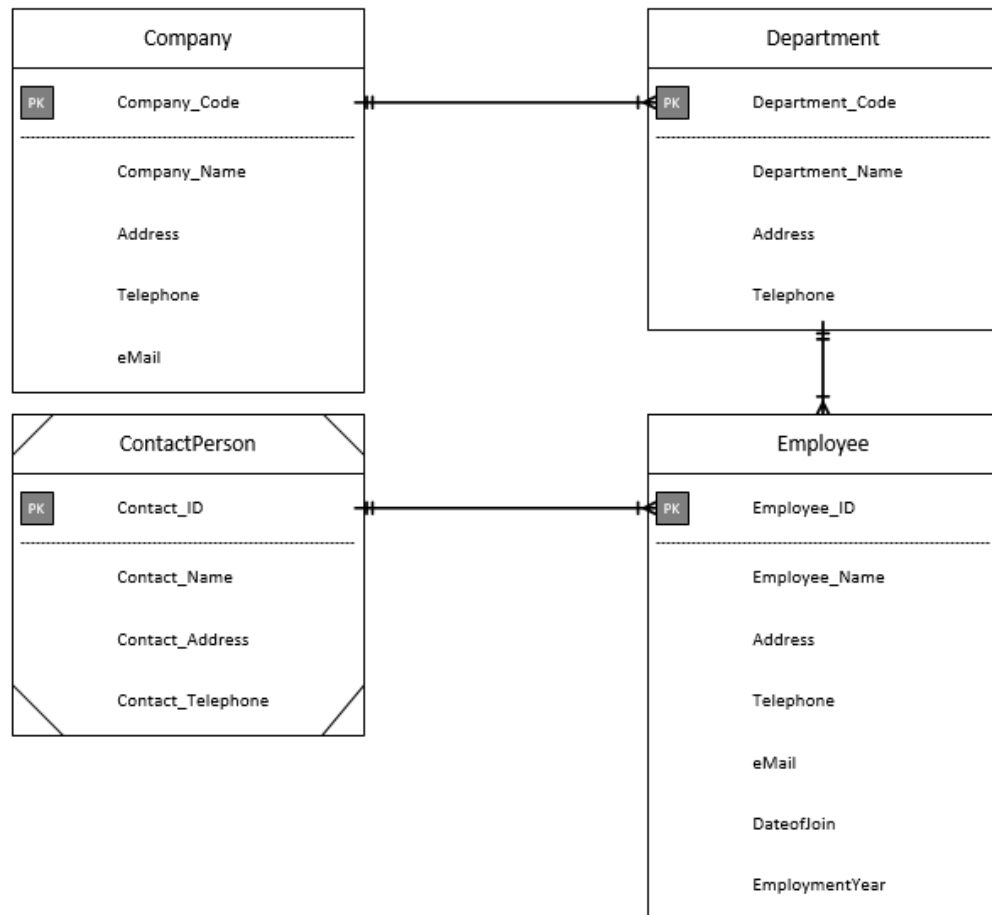 Company
PK Company_Code
Company_Name
Address
Telephone
eMail
Department
PK Department_Code
Department_Name
Address
Telephone
ContactPerson
PK Contact_ID
Contact_Name
Contact_Address
Contact_Telephone
Employee
PK Employee_ID
Employee_Name
Address
Telephone
eMail
DateofJoin
EmploymentYear